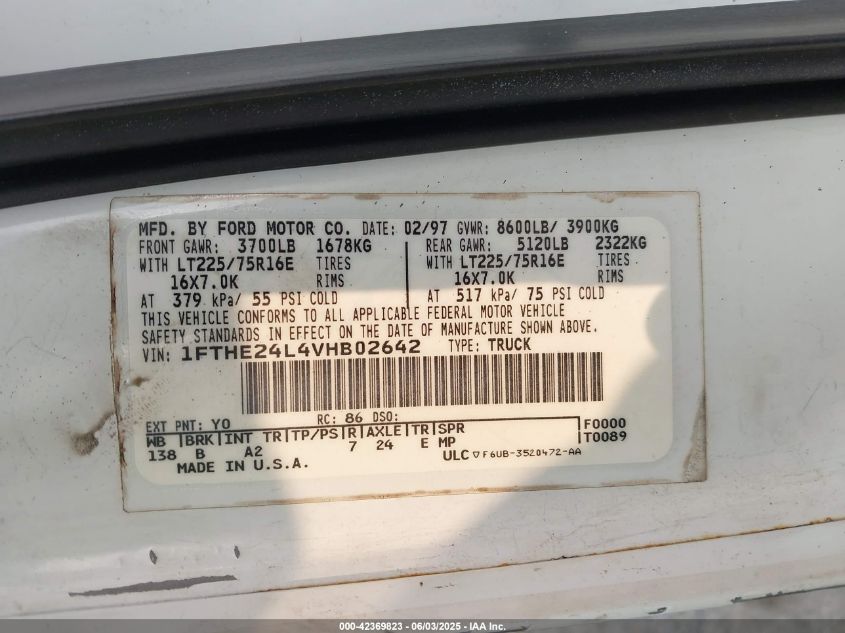 MFD. BY FORD MOTOR CO. DATE: 02/97 GVWR: 8600LB/ 3900KG
FRONT GAWR: 3700LB 1678KG REAR GAWR: 5120LB 2322KG
WITH LT225/75R16E TIRES WITH LT225/75R16E TIRES
16X7.0K RIMS 16X7.0K RIMS
AT 379 kPa/ 55 PSI COLD AT 517 kPa/ 75 PSI COLD
THIS VEHICLE CONFORMS TO ALL APPLICABLE FEDERAL MOTOR VEHICLE
SAFETY STANDARDS IN EFFECT ON THE DATE OF MANUFACTURE SHOWN ABOVE.
VIN: 1FTHE24L4VHB02642 TYPE: TRUCK
EXT PNT: YO RC: 86 DSO: F0000
WB BRK INT TR TP/PS R AXLE TR SPR T0089
138 B A2 7 24 E MP ULC F6UB-3520472-AA
MADE IN U.S.A.
000-42369823 - 06/03/2025 - IAA Inc.